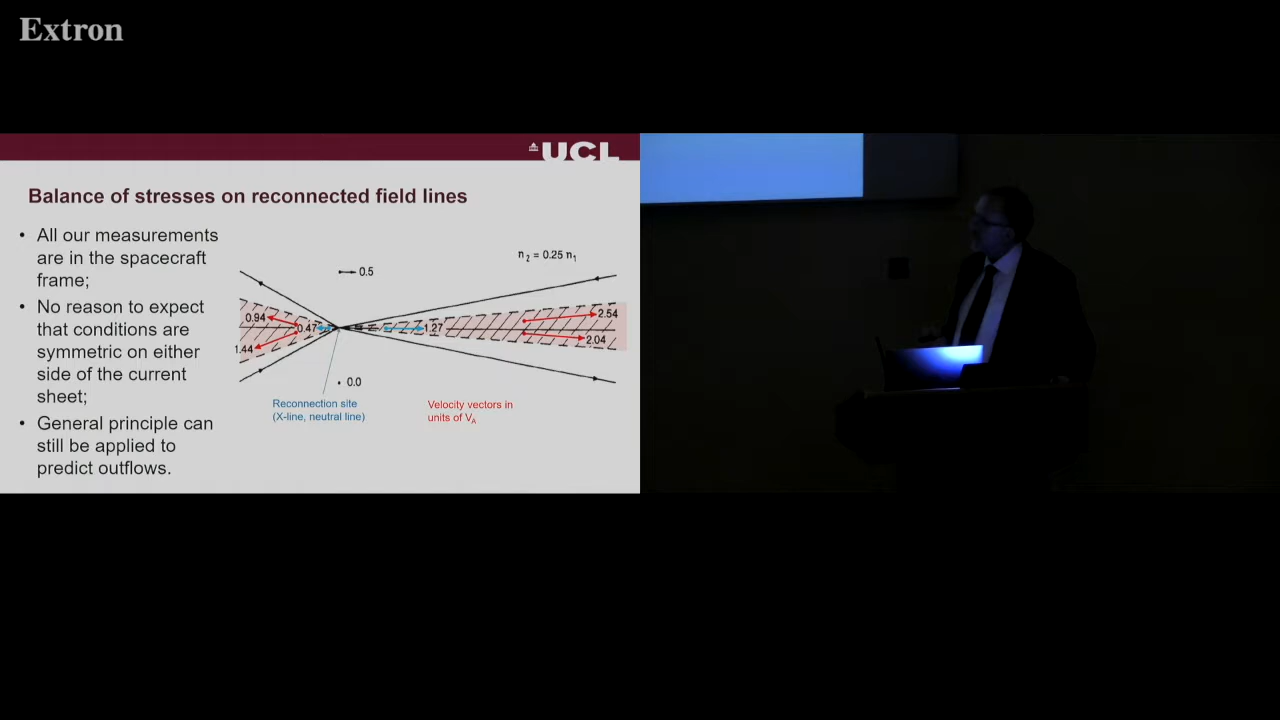 Extron
UCL
Balance of stresses on reconnected field lines
• All our measurements
are in the spacecraft
frame;
• No reason to expect
that conditions are
symmetric on either
side of the current
sheet;
• General principle can
still be applied to
predict outflows.
n₂ = 0.25 n₁
0.5
0.94
0.47
1.27
2.54
1.44
2.04
0.0
Reconnection site
(X-line, neutral line)
Velocity vectors in
units of V_A